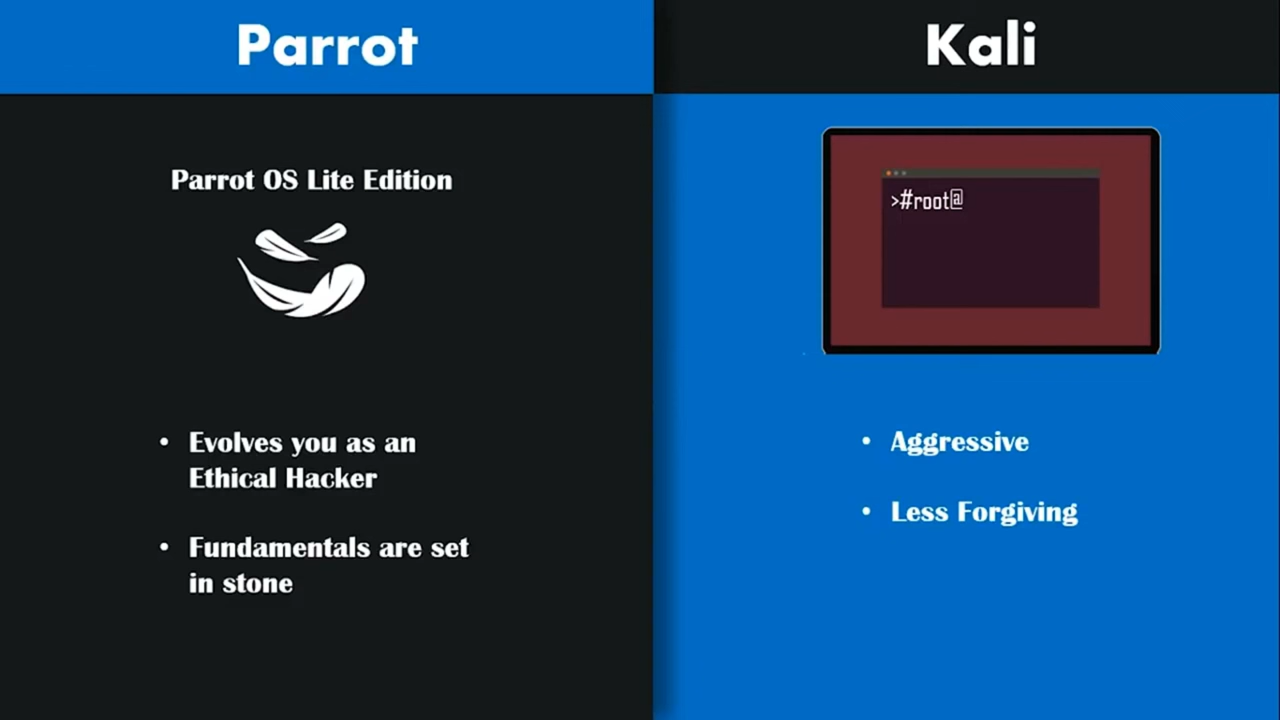 Parrot
Kali
Parrot OS Lite Edition
>#root@
• Evolves you as an
Ethical Hacker
• Fundamentals are set
in stone
• Aggressive
• Less Forgiving